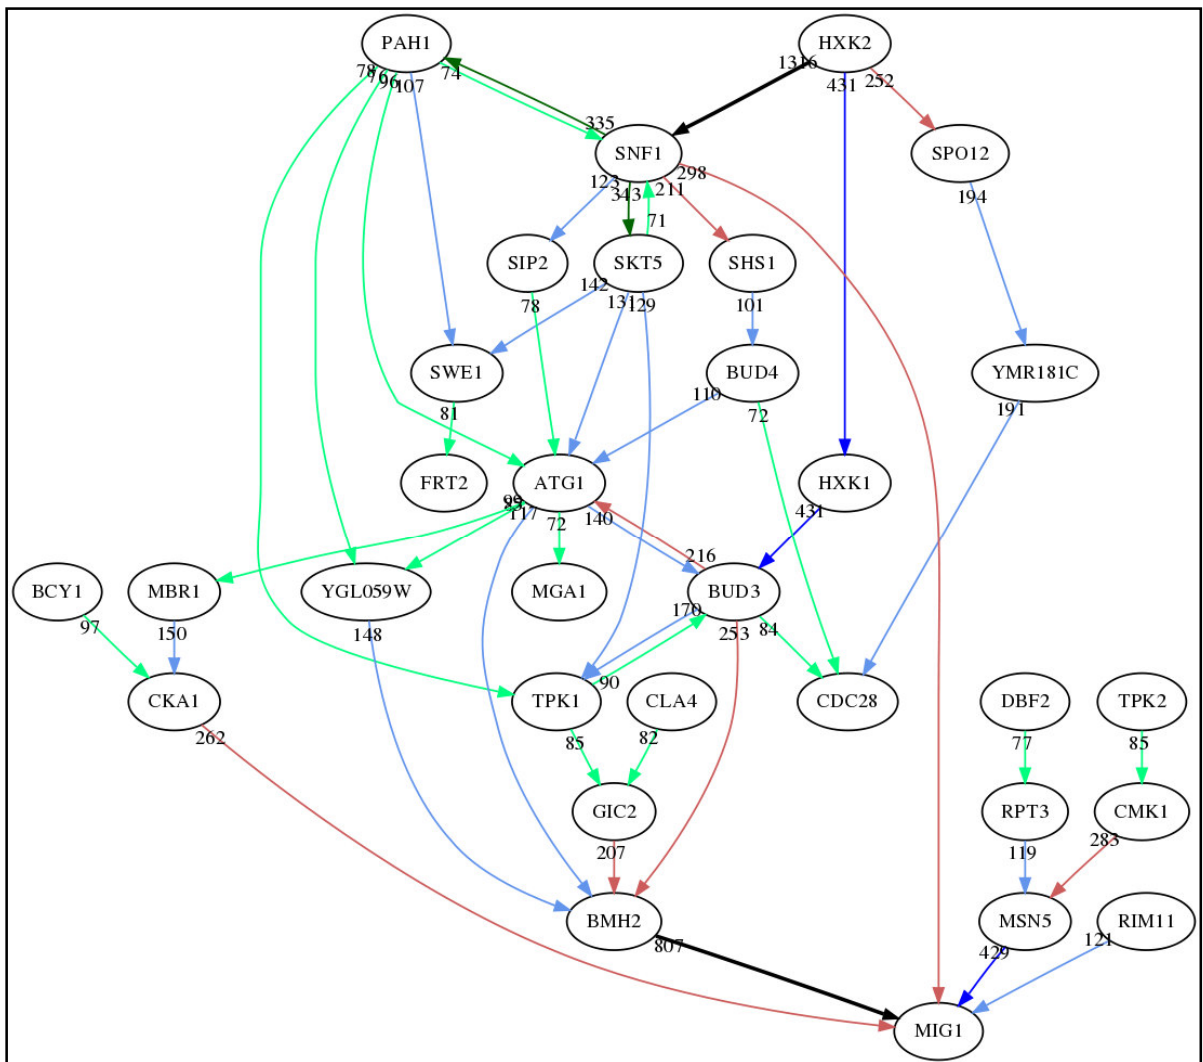 PAH1 HXK2
78 76 96 107 74 1316 431 252
335
SNF1 SPO12
123 343 211 298 194
71
SIP2 SKT5 SHS1
78 142 131 129 101
SWE1 BUD4 YMR181C
81 110 72 191
FRT2 ATG1 HXK1
117 72 140 431
216
BCY1 MBR1 YGL059W MGA1 BUD3
97 150 148 170 253 84
90
CKA1 TPK1 CLA4 CDC28 DBF2 TPK2
262 85 82 77 85
GIC2 RPT3 CMK1
207 119 283
BMH2 MSN5 RIM11
807 429 121
MIG1